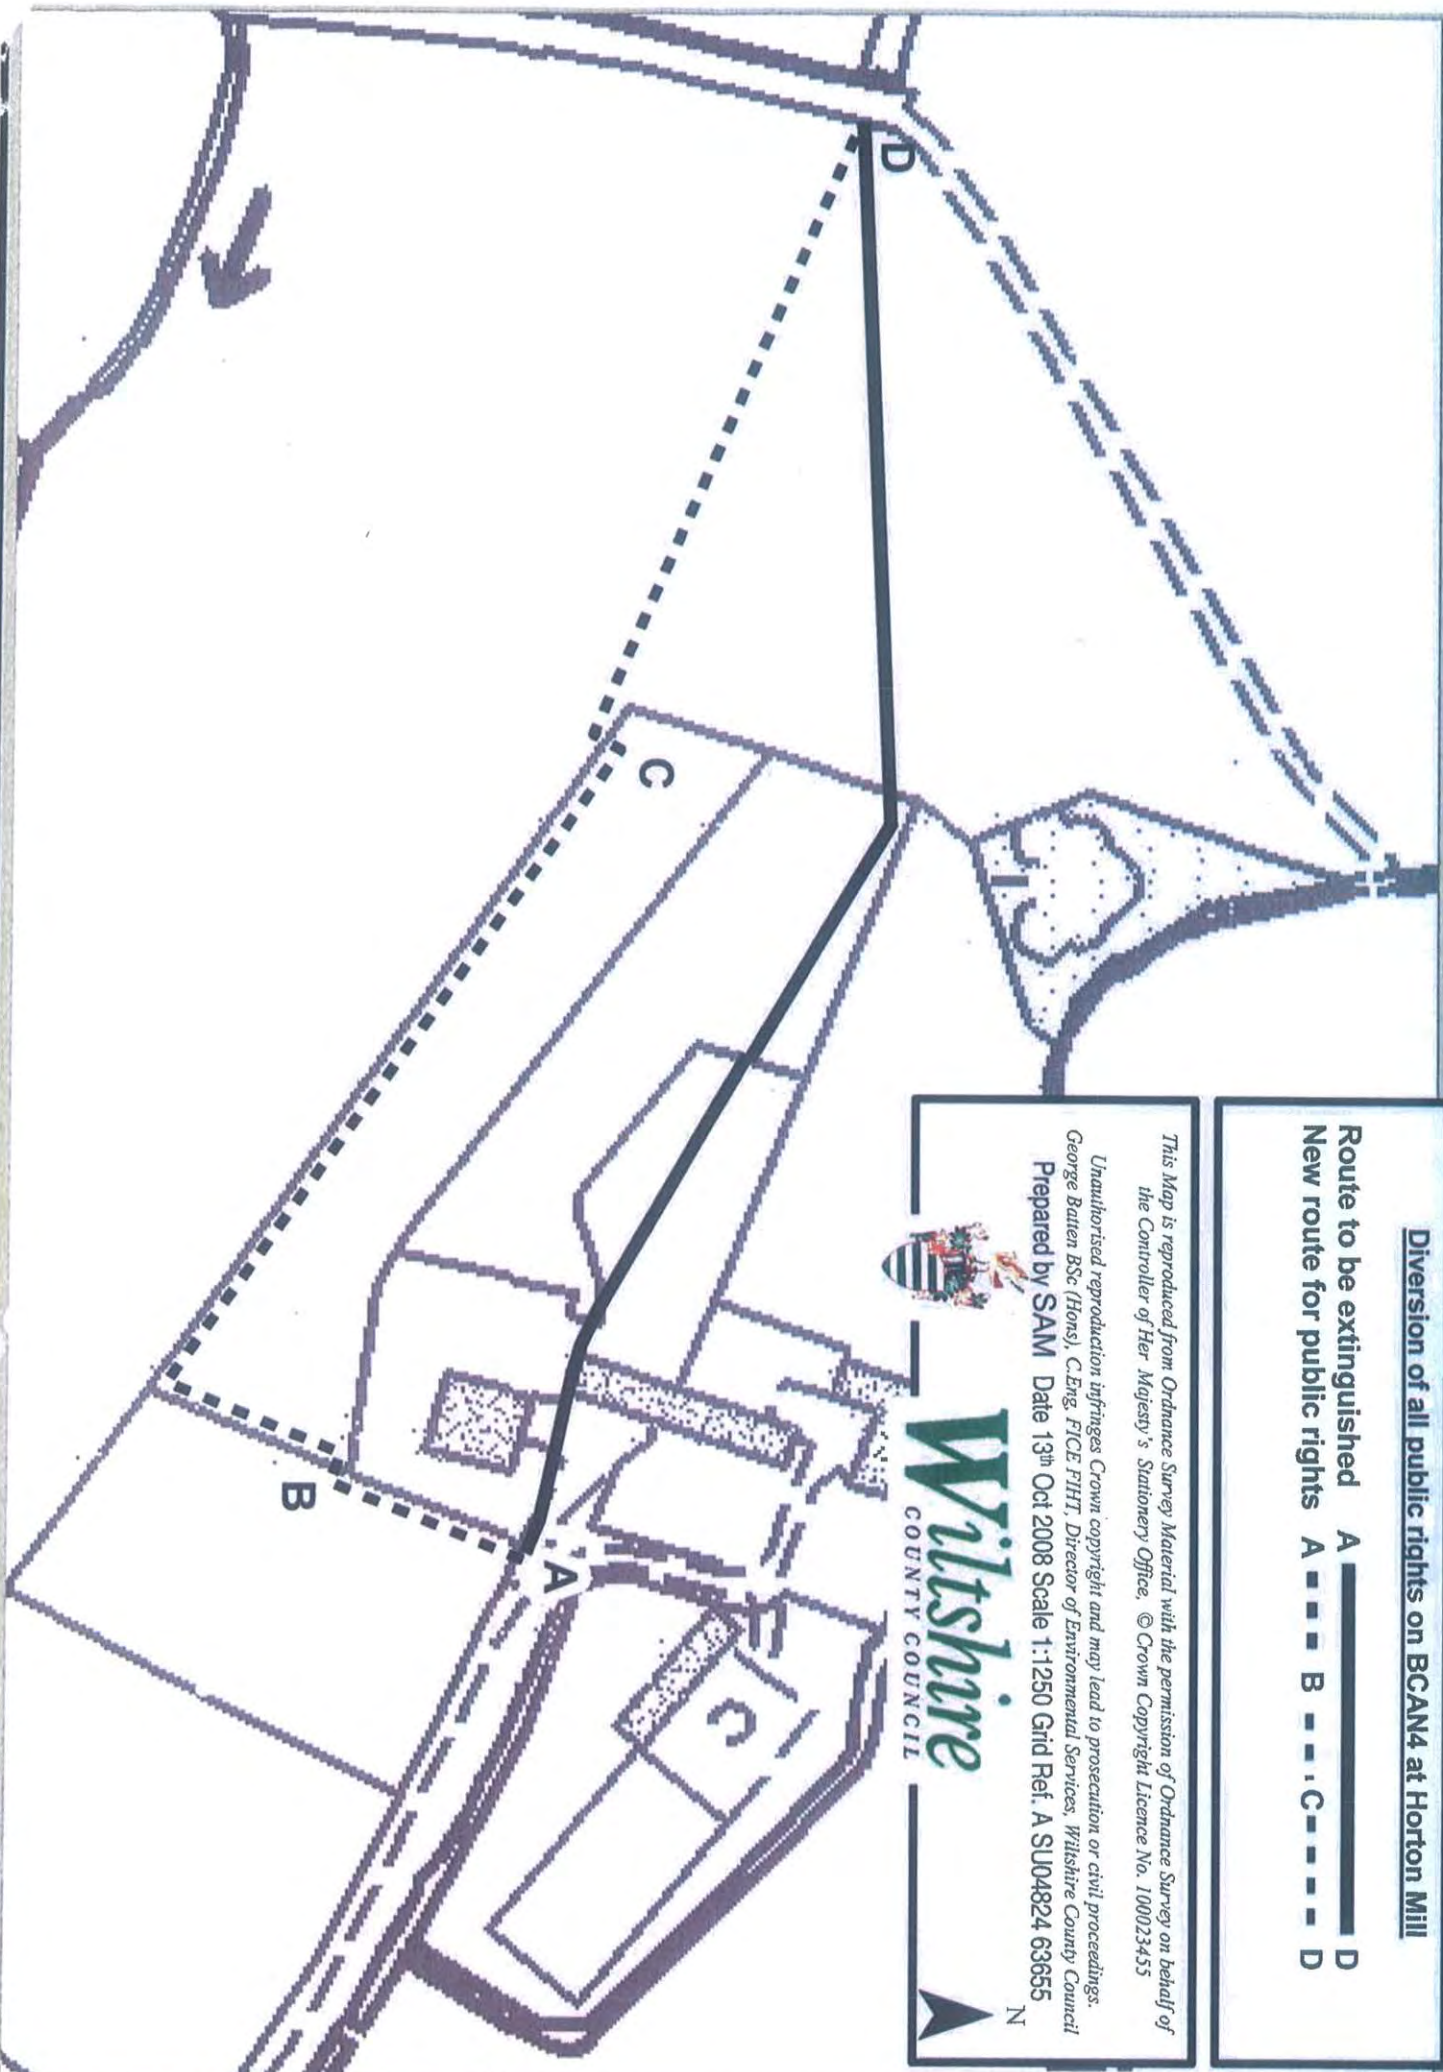 Diversion of all public rights on BCAN4 at Horton Mill
Route to be extinguished A D
New route for public rights A B C D
This Map is reproduced from Ordnance Survey Material with the permission of Ordnance Survey on behalf of
the Controller of Her Majesty's Stationery Office, © Crown Copyright Licence No. 100023455
Unauthorised reproduction infringes Crown copyright and may lead to prosecution or civil proceedings.
George Batten BSc (Hons), C.Eng, FICE FIHT, Director of Environmental Services, Wiltshire County Council
Prepared by SAM Date 13th Oct 2008 Scale 1:1250 Grid Ref. A SU04824 63655
N
Wiltshire
COUNTY COUNCIL
D
C
B
A